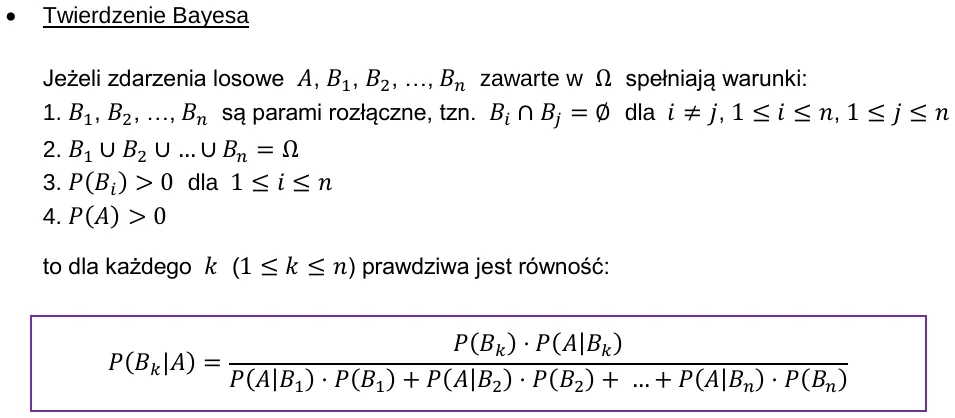 • Twierdzenie Bayesa
Jeżeli zdarzenia losowe A, B₁, B₂, …, Bₙ zawarte w Ω spełniają warunki:
1. B₁, B₂, …, Bₙ są parami rozłączne, tzn. Bᵢ ∩ Bⱼ = ∅ dla i ≠ j, 1 ≤ i ≤ n, 1 ≤ j ≤ n
2. B₁ ∪ B₂ ∪ … ∪ Bₙ = Ω
3. P(Bᵢ) > 0 dla 1 ≤ i ≤ n
4. P(A) > 0
to dla każdego k (1 ≤ k ≤ n) prawdziwa jest równość:
P(Bₖ|A) = P(Bₖ) · P(A|Bₖ) / P(A|B₁) · P(B₁) + P(A|B₂) · P(B₂) + … + P(A|Bₙ) · P(Bₙ)